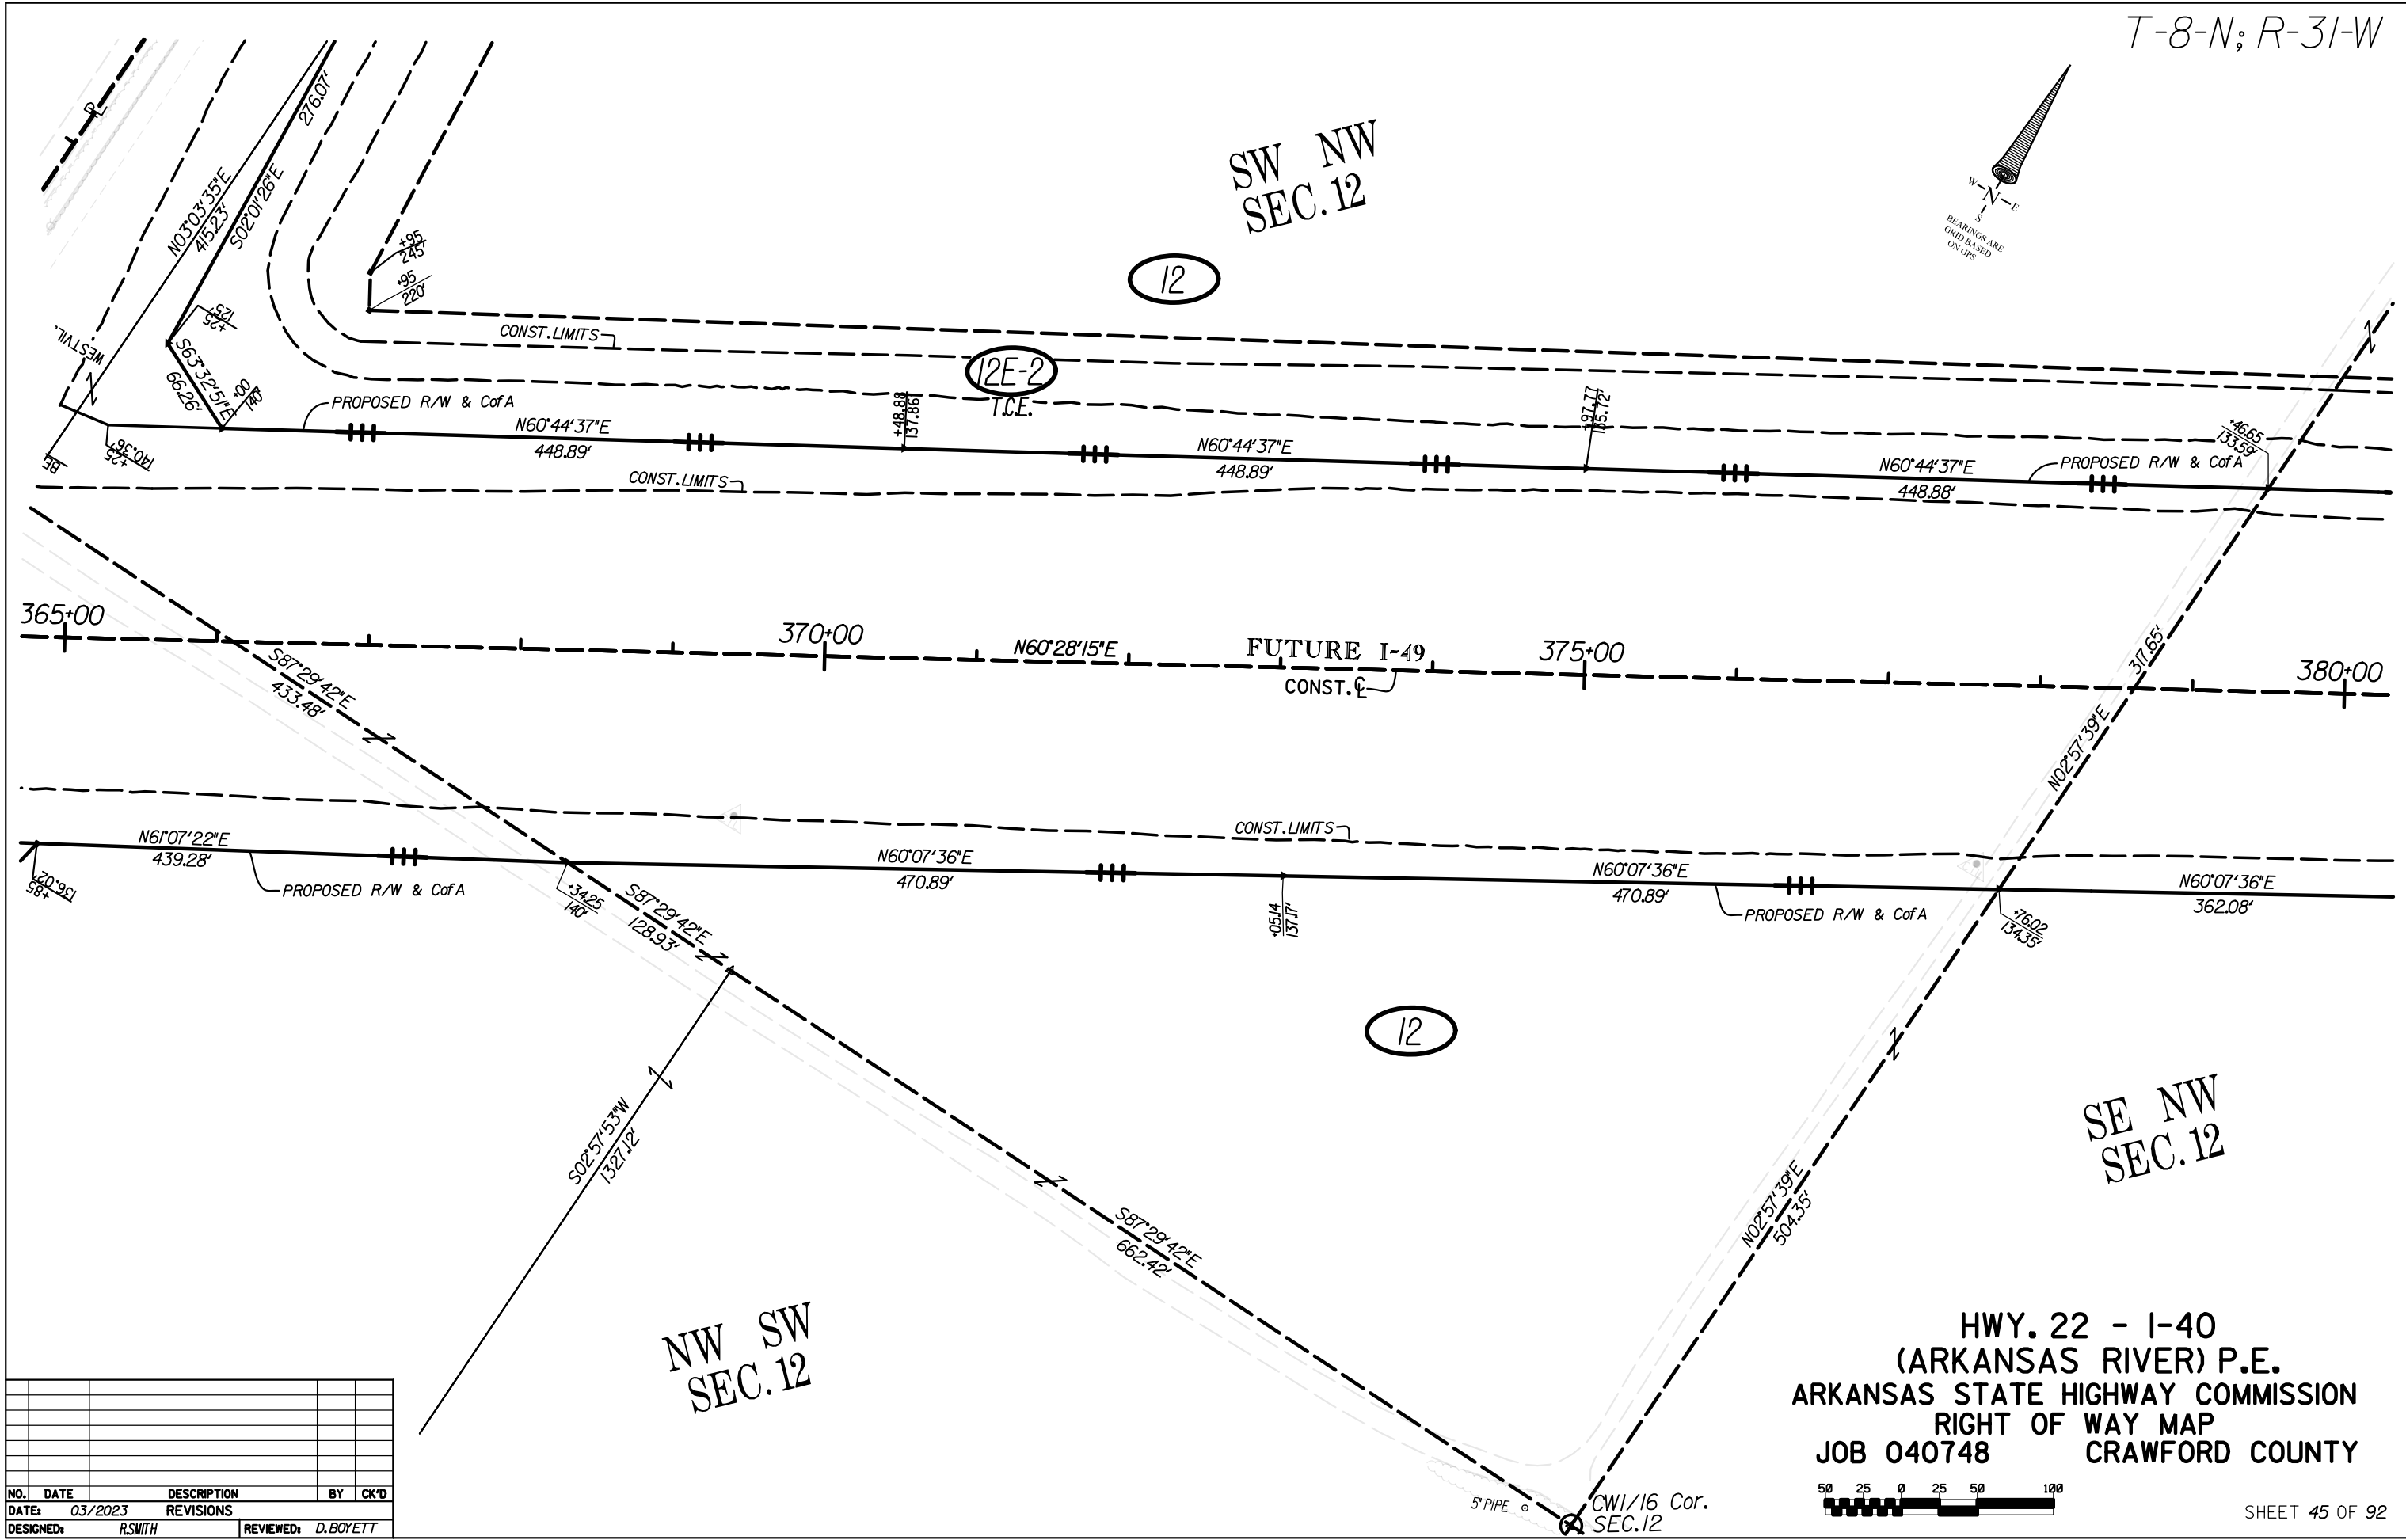 T-8-N; R-31-W
℞
276.07'
N03°03'35"E
415.23'
S02°01'26"E
SW NW
SEC. 12
W N E
S
BEARINGS ARE
GRID BASED
ON GPS
+95
245'
+95
220'
12
+25
125'
WESTVIL.
CONST. LIMITS
12E-2
T.C.E.
S63°32'51"E
66.26'
+00
140'
PROPOSED R/W & CofA
N60°44'37"E
448.89'
+48.88
137.86'
+97.77
135.72'
+46.65
133.59'
+25
140.36'
N60°44'37"E
448.89'
N60°44'37"E
448.88'
PROPOSED R/W & CofA
CONST. LIMITS
365+00
370+00
N60°28'15"E
FUTURE I-49
CONST. ℄
375+00
380+00
317.65'
N02°57'39"E
S87°29'42"E
433.48'
CONST. LIMITS
N61°07'22"E
439.28'
PROPOSED R/W & CofA
+85
136.02'
+34.25
140'
N60°07'36"E
470.89'
N60°07'36"E
470.89'
N60°07'36"E
362.08'
PROPOSED R/W & CofA
S87°29'42"E
128.93'
+05.14
137.17'
+76.02
134.35'
12
S02°57'53"W
1327.12'
SE NW
SEC. 12
N02°57'39"E
504.35'
S87°29'42"E
662.42'
NW SW
SEC. 12
HWY. 22 - I-40
(ARKANSAS RIVER) P.E.
ARKANSAS STATE HIGHWAY COMMISSION
RIGHT OF WAY MAP
JOB 040748 CRAWFORD COUNTY
50 25 0 25 50 100
5" PIPE
CW1/16 Cor.
SEC.12
SHEET 45 OF 92
NO. DATE DESCRIPTION BY CK'D
DATE: 03/2023 REVISIONS
DESIGNED: R.SMITH REVIEWED: D.BOYETT